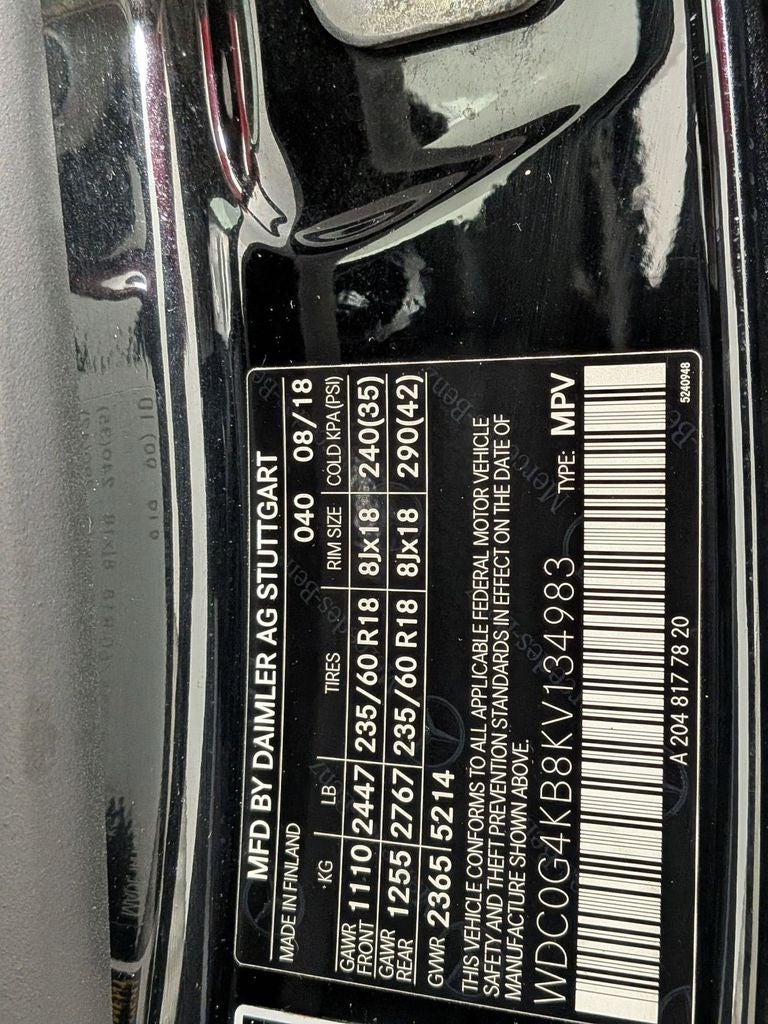 MFD BY DAIMLER AG STUTTGART
MADE IN FINLAND 040 08/18
KG LB TIRES RIM SIZE COLD KPA(PSI)
GAWR FRONT 1110 2447 235/60 R18 8Jx18 240(35)
GAWR REAR 1255 2767 235/60 R18 8Jx18 290(42)
GVWR 2365 5214
THIS VEHICLE CONFORMS TO ALL APPLICABLE FEDERAL MOTOR VEHICLE
SAFETY AND THEFT PREVENTION STANDARDS IN EFFECT ON THE DATE OF
MANUFACTURE SHOWN ABOVE.
WDC0G4KB8KV134983 TYPE: MPV
A 204 817 78 20
5240948